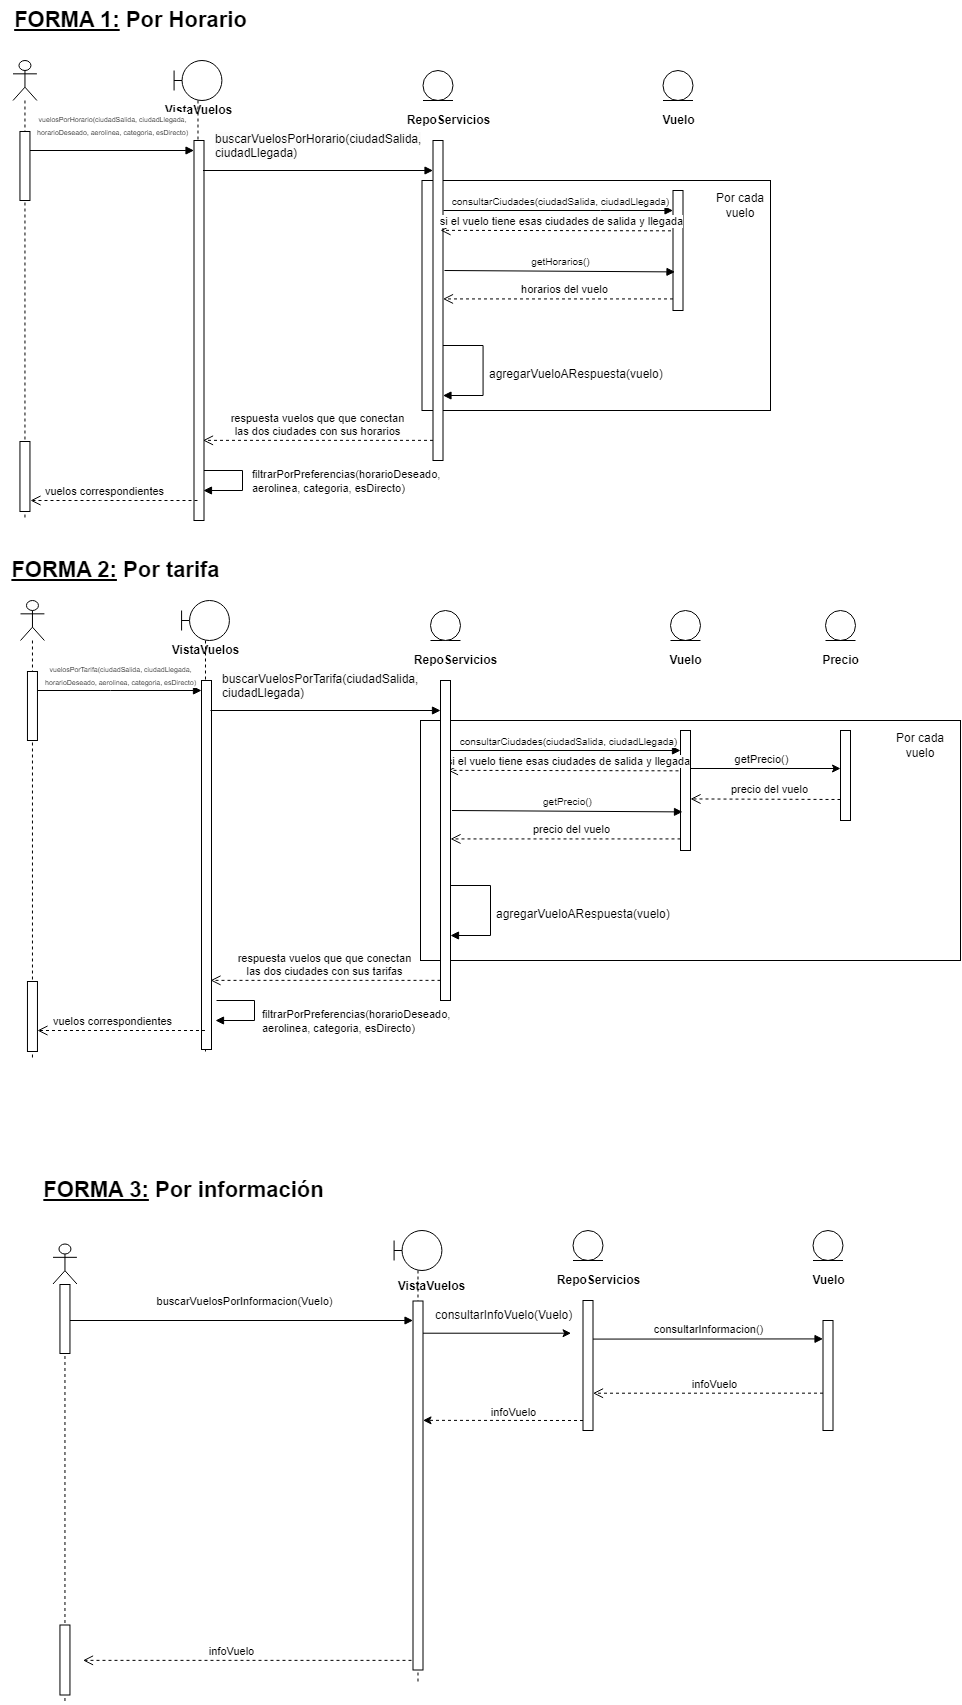 FORMA 1: Por Horario
VistaVuelos
RepoServicios
Vuelo
vuelosPorHorario(ciudadSalida, ciudadLlegada,
horarioDeseado, aerolinea, categoria, esDirecto)
buscarVuelosPorHorario(ciudadSalida,
ciudadLlegada)
Por cada
vuelo
consultarCiudades(ciudadSalida, ciudadLlegada)
si el vuelo tiene esas ciudades de salida y llegada
getHorarios()
horarios del vuelo
agregarVueloARespuesta(vuelo)
respuesta vuelos que que conectan
las dos ciudades con sus horarios
filtrarPorPreferencias(horarioDeseado,
aerolinea, categoria, esDirecto)
vuelos correspondientes
FORMA 2: Por tarifa
VistaVuelos
RepoServicios
Vuelo
Precio
vuelosPorTarifa(ciudadSalida, ciudadLlegada,
horarioDeseado, aerolinea, categoria, esDirecto)
buscarVuelosPorTarifa(ciudadSalida,
ciudadLlegada)
Por cada
vuelo
consultarCiudades(ciudadSalida, ciudadLlegada)
si el vuelo tiene esas ciudades de salida y llegada
getPrecio()
precio del vuelo
getPrecio()
precio del vuelo
agregarVueloARespuesta(vuelo)
respuesta vuelos que que conectan
las dos ciudades con sus tarifas
filtrarPorPreferencias(horarioDeseado,
aerolinea, categoria, esDirecto)
vuelos correspondientes
FORMA 3: Por información
VistaVuelos
RepoServicios
Vuelo
buscarVuelosPorInformacion(Vuelo)
consultarInfoVuelo(Vuelo)
consultarInformacion()
infoVuelo
infoVuelo
infoVuelo